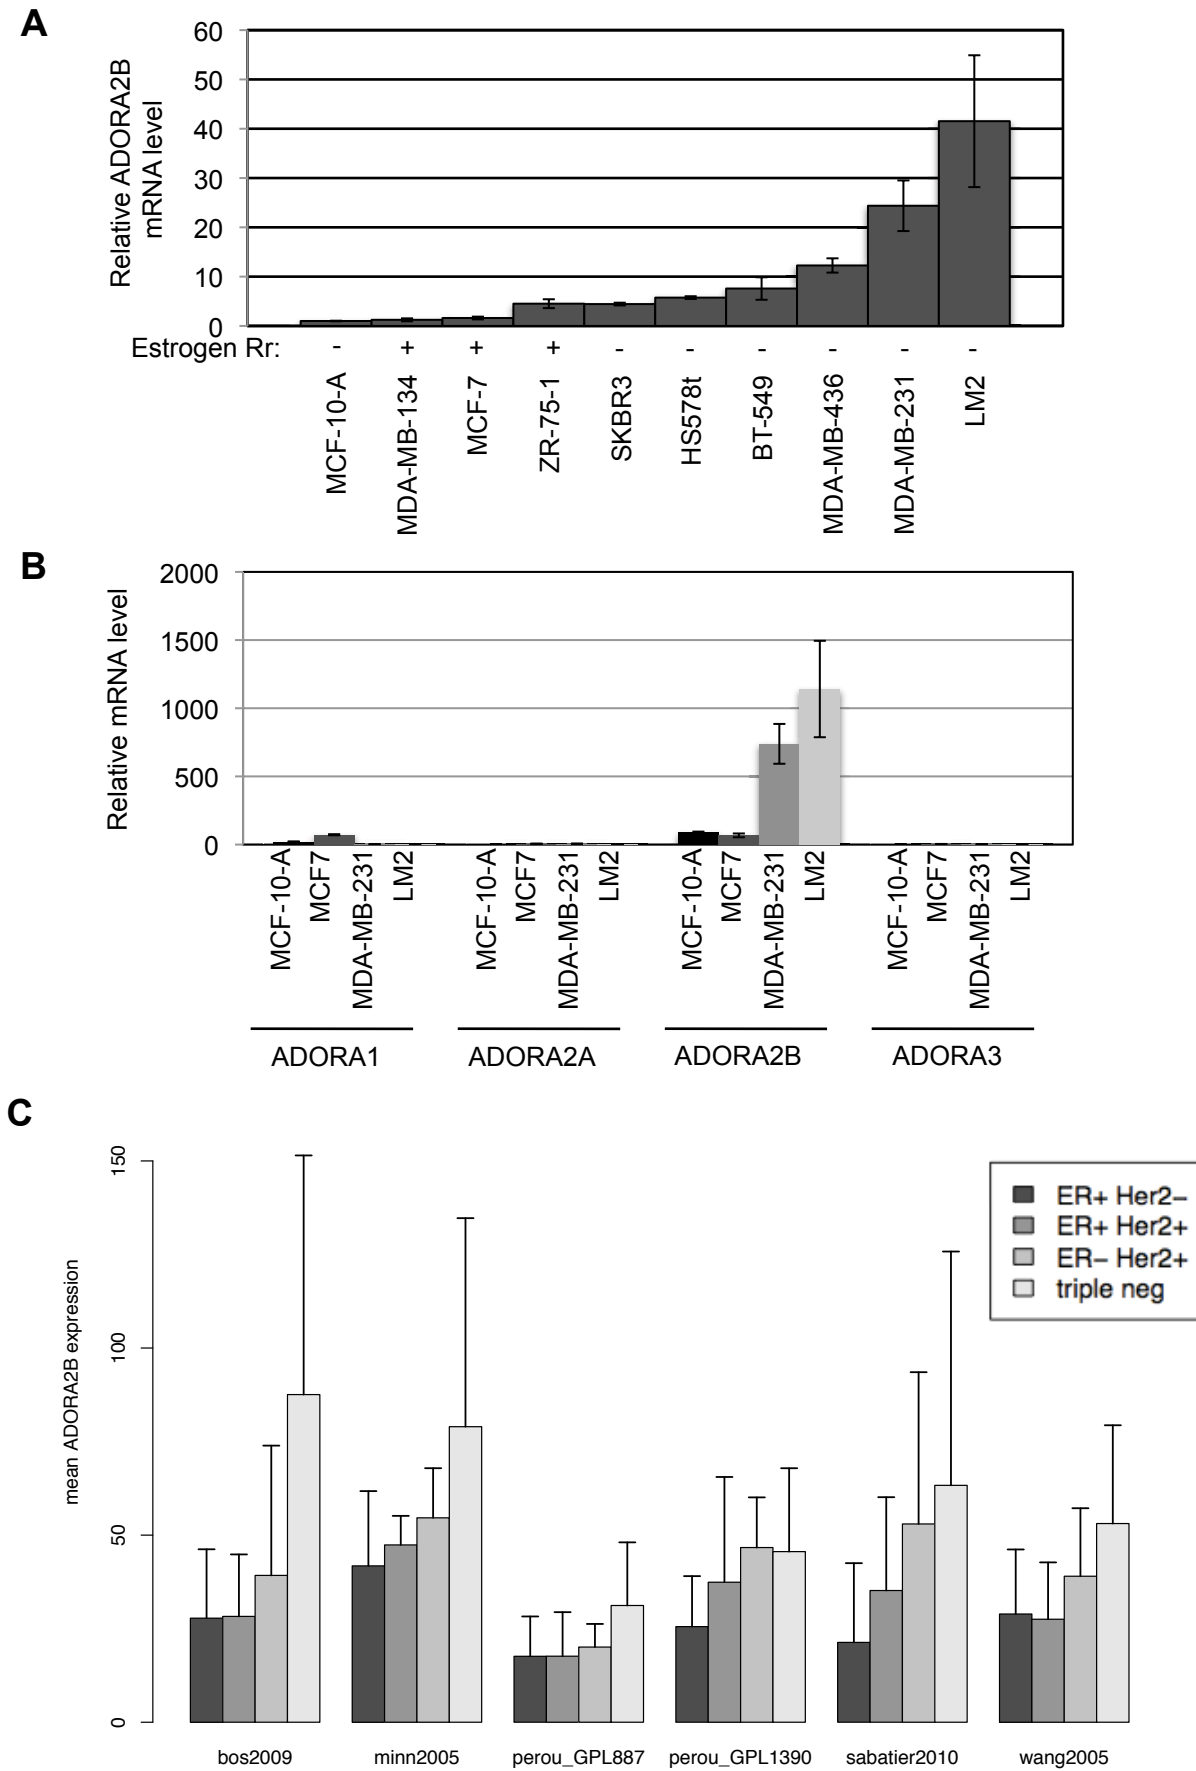 A
Relative ADORA2B
mRNA level
60
50
40
30
20
10
0
Estrogen Rr: - + + + - - - - - -
MCF-10-A
MDA-MB-134
MCF-7
ZR-75-1
SKBR3
HS578t
BT-549
MDA-MB-436
MDA-MB-231
LM2
B
Relative mRNA level
2000
1500
1000
500
0
MCF-10-A
MCF7
MDA-MB-231
LM2
MCF-10-A
MCF7
MDA-MB-231
LM2
MCF-10-A
MCF7
MDA-MB-231
LM2
MCF-10-A
MCF7
MDA-MB-231
LM2
ADORA1
ADORA2A
ADORA2B
ADORA3
C
mean ADORA2B expression
150
100
50
0
ER+ Her2−
ER+ Her2+
ER− Her2+
triple neg
bos2009
minn2005
perou_GPL887
perou_GPL1390
sabatier2010
wang2005